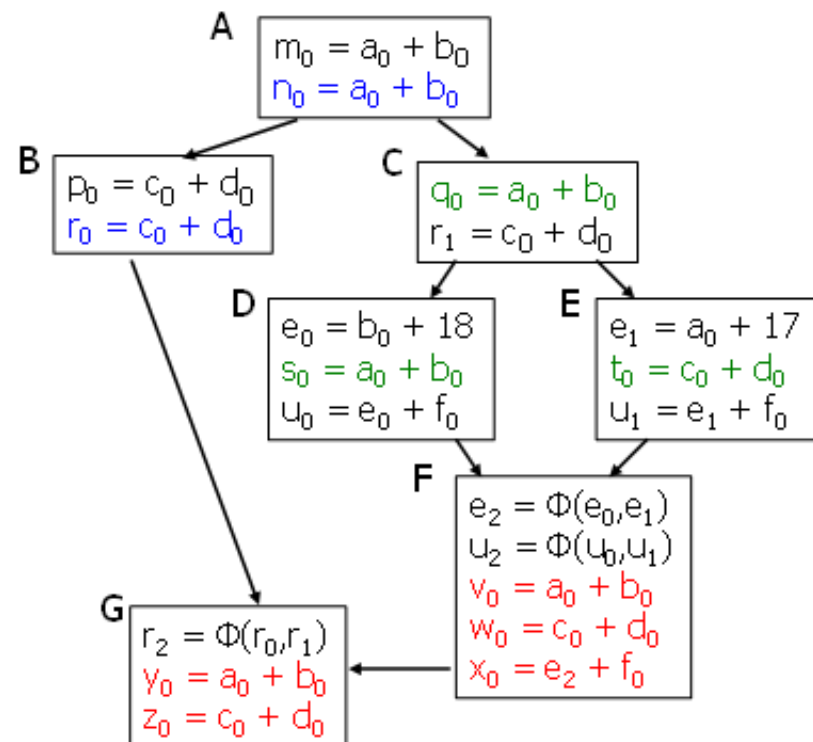 A
m₀ = a₀ + b₀
n₀ = a₀ + b₀
B
p₀ = c₀ + d₀
r₀ = c₀ + d₀
C
q₀ = a₀ + b₀
r₁ = c₀ + d₀
D
e₀ = b₀ + 18
s₀ = a₀ + b₀
u₀ = e₀ + f₀
E
e₁ = a₀ + 17
t₀ = c₀ + d₀
u₁ = e₁ + f₀
F
e₂ = Φ(e₀,e₁)
u₂ = Φ(u₀,u₁)
v₀ = a₀ + b₀
w₀ = c₀ + d₀
x₀ = e₂ + f₀
G
r₂ = Φ(r₀,r₁)
y₀ = a₀ + b₀
z₀ = c₀ + d₀